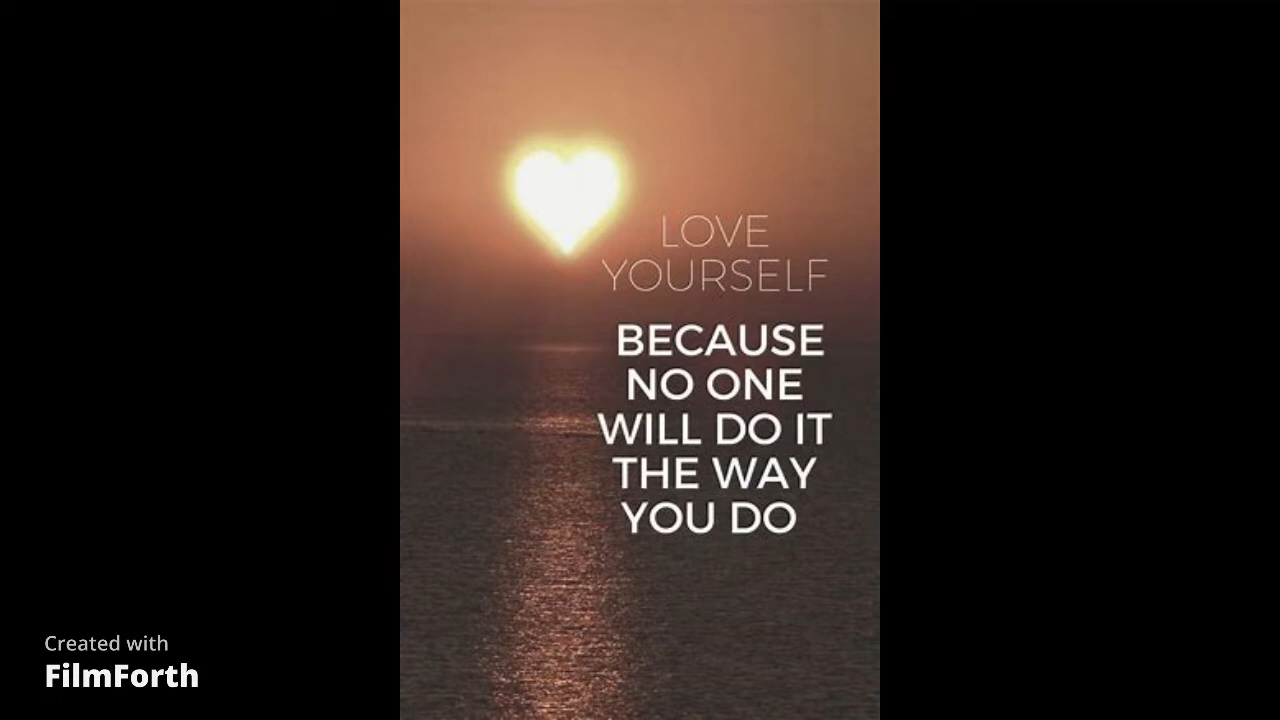 LOVE
YOURSELF
BECAUSE
NO ONE
WILL DO IT
THE WAY
YOU DO
Created with
FilmForth